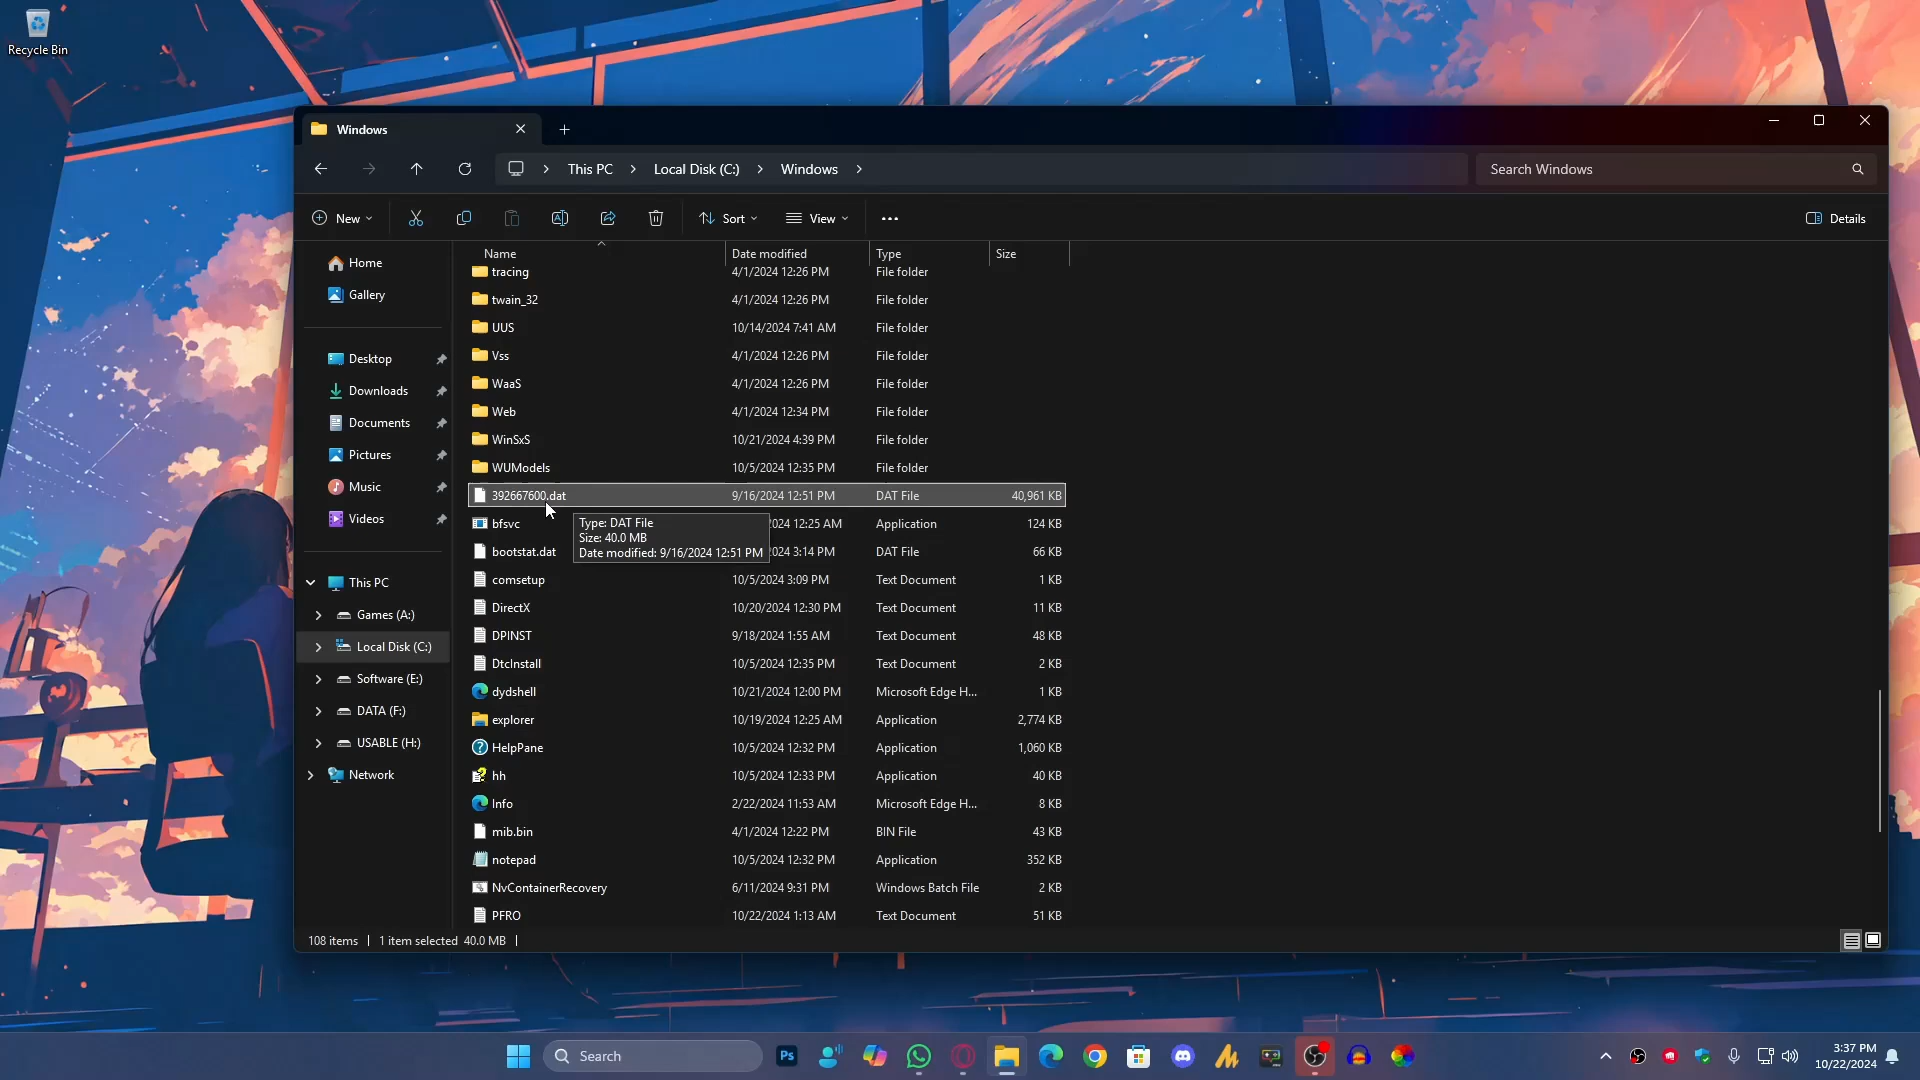 Recycle Bin
Windows
This PC
Local Disk (C:)
Windows
Search Windows
New
Sort
View
Details
Home
Gallery
Desktop
Downloads
Documents
Pictures
Music
Videos
This PC
Games (A:)
Local Disk (C:)
Software (E:)
DATA (F:)
USABLE (H:)
Network
Name Date modified Type Size
tracing 4/1/2024 12:26 PM File folder
twain_32 4/1/2024 12:26 PM File folder
UUS 10/14/2024 7:41 AM File folder
Vss 4/1/2024 12:26 PM File folder
WaaS 4/1/2024 12:26 PM File folder
Web 4/1/2024 12:34 PM File folder
WinSxS 10/21/2024 4:39 PM File folder
WUModels 10/5/2024 12:35 PM File folder
392667600.dat 9/16/2024 12:51 PM DAT File 40,961 KB
bfsvc 024 12:25 AM Application 124 KB
bootstat.dat 024 3:14 PM DAT File 66 KB
Type: DAT File
Size: 40.0 MB
Date modified: 9/16/2024 12:51 PM
comsetup 10/5/2024 3:09 PM Text Document 1 KB
DirectX 10/20/2024 12:30 PM Text Document 11 KB
DPINST 9/18/2024 1:55 AM Text Document 48 KB
DtcInstall 10/5/2024 12:35 PM Text Document 2 KB
dydshell 10/21/2024 12:00 PM Microsoft Edge H... 1 KB
explorer 10/19/2024 12:25 AM Application 2,774 KB
HelpPane 10/5/2024 12:32 PM Application 1,060 KB
hh 10/5/2024 12:33 PM Application 40 KB
Info 2/22/2024 11:53 AM Microsoft Edge H... 8 KB
mib.bin 4/1/2024 12:22 PM BIN File 43 KB
notepad 10/5/2024 12:32 PM Application 352 KB
NvContainerRecovery 6/11/2024 9:31 PM Windows Batch File 2 KB
PFRO 10/22/2024 1:13 AM Text Document 51 KB
108 items 1 item selected 40.0 MB
Search
Ps
3:37 PM
10/22/2024